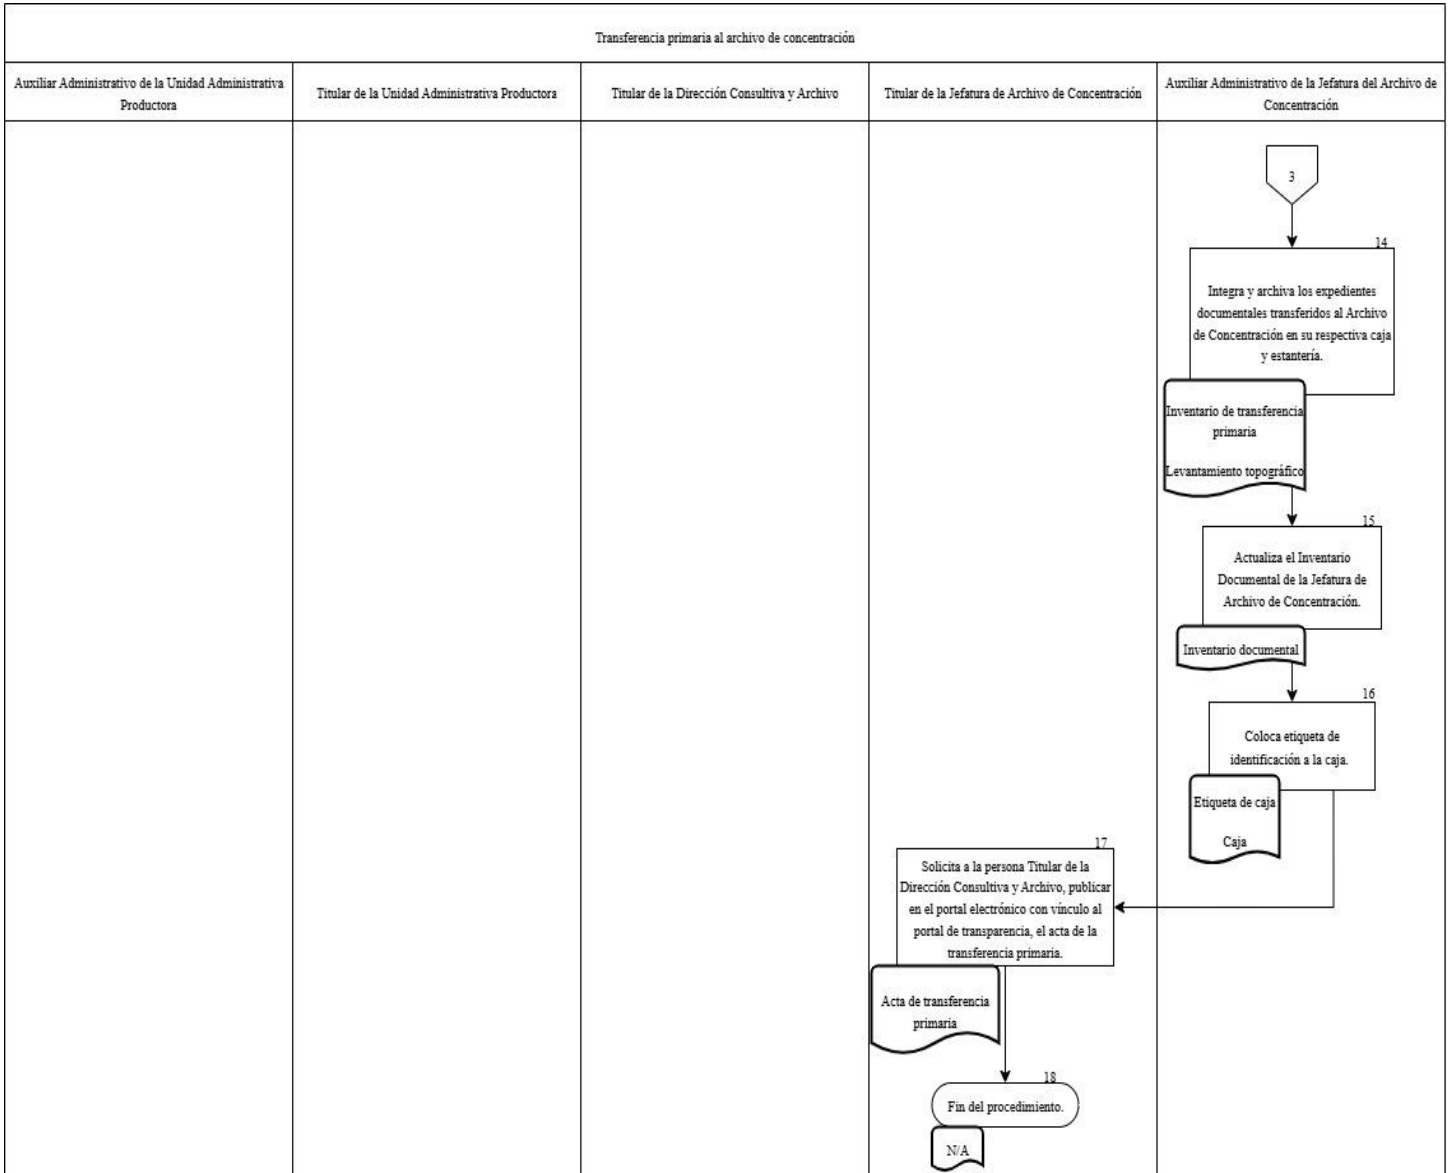 Transferencia primaria al archivo de concentración
Auxiliar Administrativo de la Unidad Administrativa
Productora
Titular de la Unidad Administrativa Productora
Titular de la Dirección Consultiva y Archivo
Titular de la Jefatura de Archivo de Concentración
Auxiliar Administrativo de la Jefatura del Archivo de
Concentración
3
14
Integra y archiva los expedientes
documentales transferidos al Archivo
de Concentración en su respectiva caja
y estantería.
Inventario de transferencia
primaria
Levantamiento topográfico
15
Actualiza el Inventario
Documental de la Jefatura de
Archivo de Concentración.
Inventario documental
16
Coloca etiqueta de
identificación a la caja.
Etiqueta de caja
Caja
17
Solicita a la persona Titular de la
Dirección Consultiva y Archivo, publicar
en el portal electrónico con vínculo al
portal de transparencia, el acta de la
transferencia primaria.
Acta de transferencia
primaria
18
Fin del procedimiento.
N/A